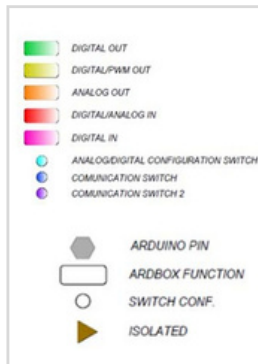 DIGITAL OUT
DIGITAL/PWM OUT
ANALOG OUT
DIGITAL/ANALOG IN
DIGITAL IN
ANALOG/DIGITAL CONFIGURATION SWITCH
COMUNICATION SWITCH
COMUNICATION SWITCH 2
ARDUINO PIN
ARDBOX FUNCTION
SWITCH CONF.
ISOLATED